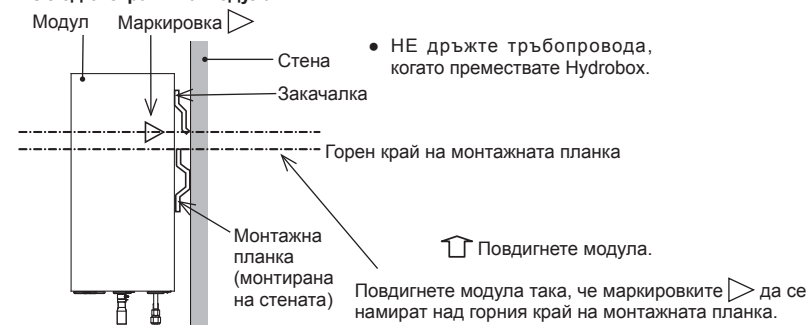 Модул
Маркировка
Стена
Закачалка
● НЕ дръжте тръбопровода,
когато премествате Hydrobox.
Горен край на монтажната планка
Монтажна
планка
(монтирана
на стената)
Повдигнете модула.
Повдигнете модула така, че маркировките ▷ да се
намират над горния край на монтажната планка.